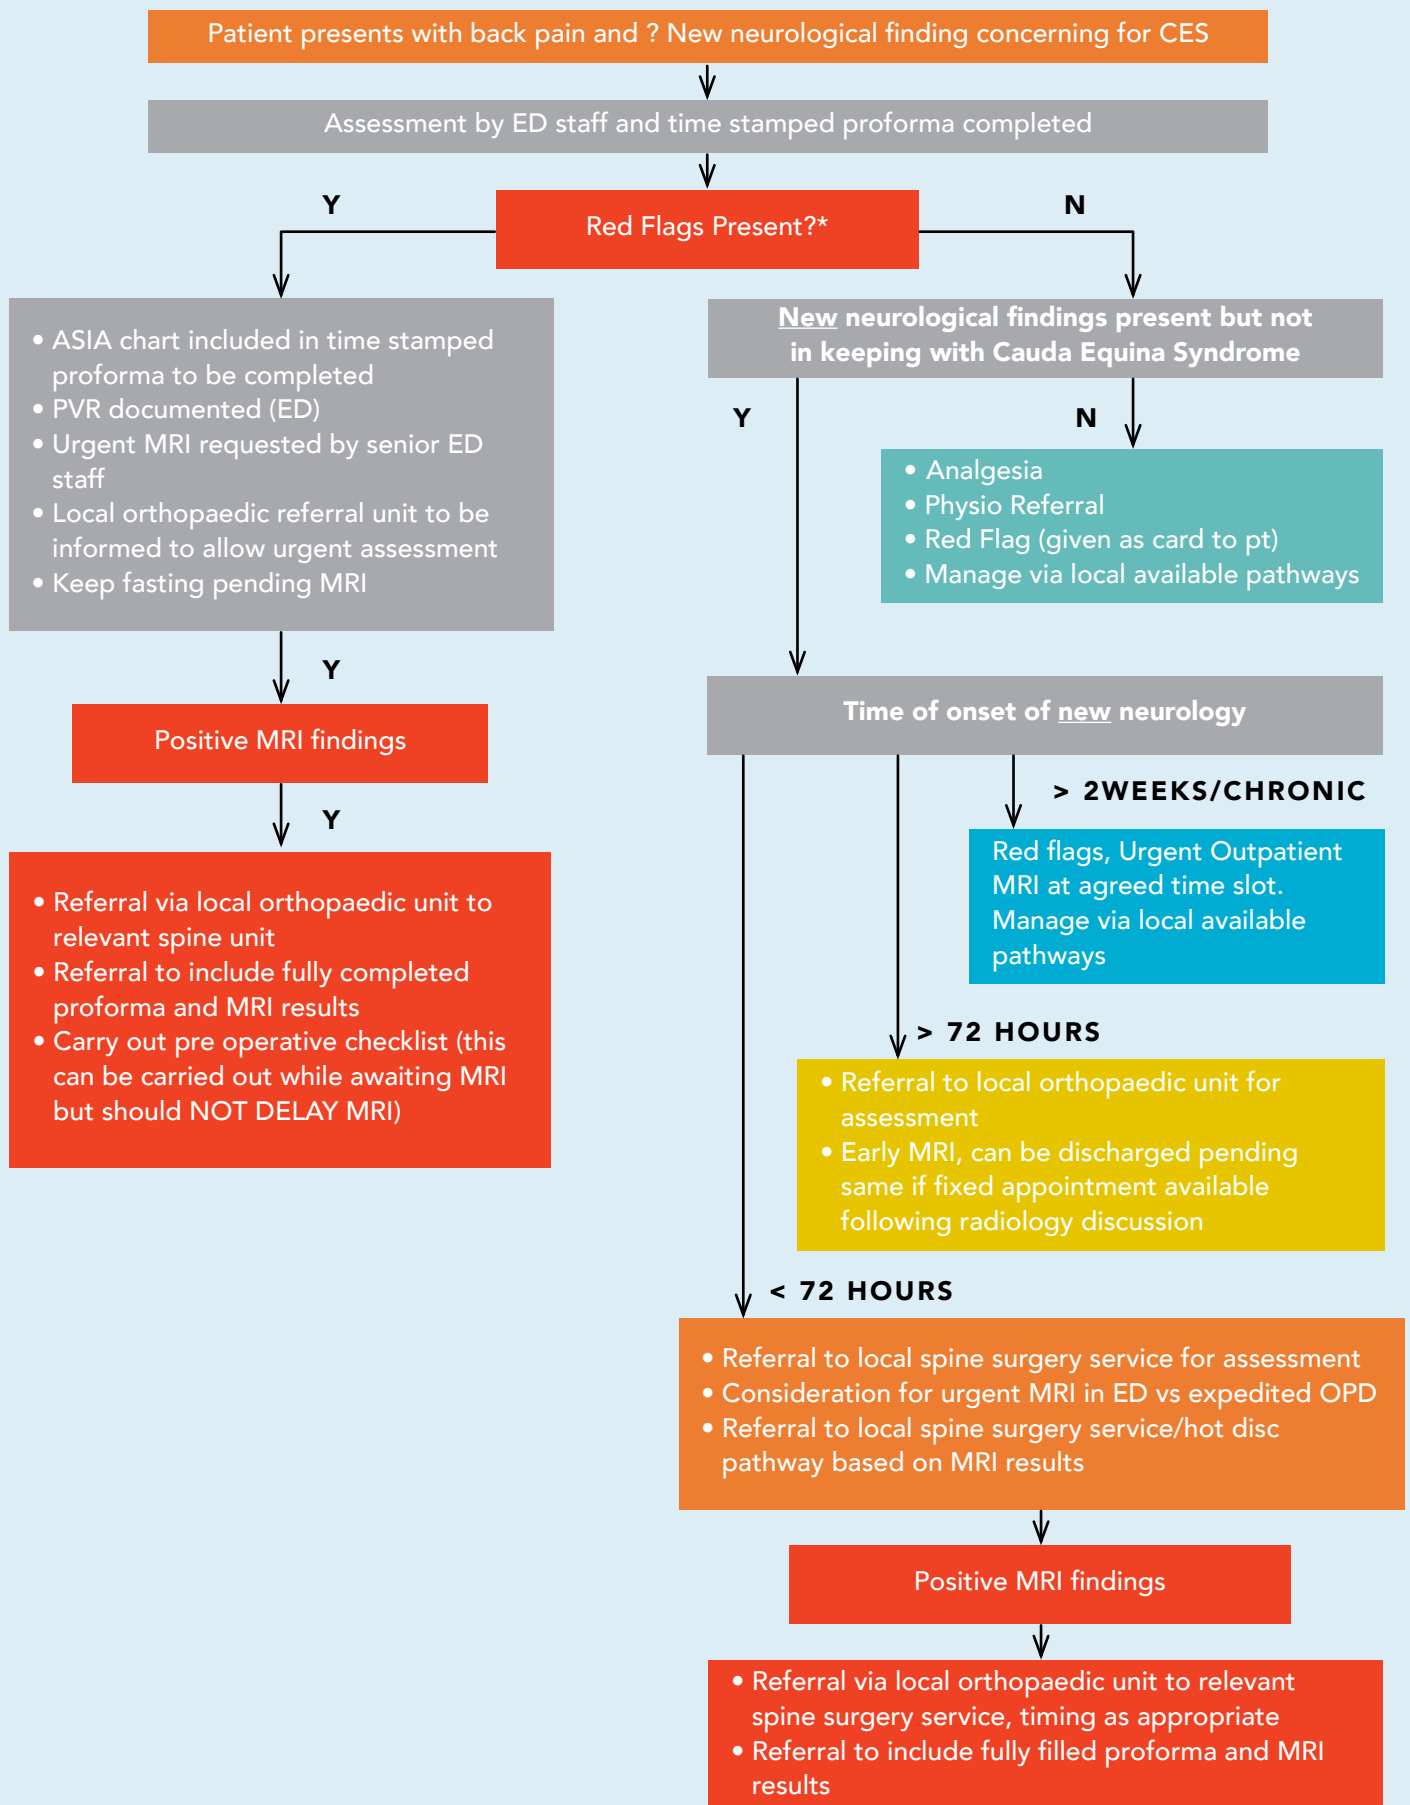 Patient presents with back pain and ? New neurological finding concerning for CES
Assessment by ED staff and time stamped proforma completed
Y
Red Flags Present?*
N
• ASIA chart included in time stamped
proforma to be completed
• PVR documented (ED)
• Urgent MRI requested by senior ED
staff
• Local orthopaedic referral unit to be
informed to allow urgent assessment
• Keep fasting pending MRI
Y
Positive MRI findings
Y
• Referral via local orthopaedic unit to
relevant spine unit
• Referral to include fully completed
proforma and MRI results
• Carry out pre operative checklist (this
can be carried out while awaiting MRI
but should NOT DELAY MRI)
New neurological findings present but not
in keeping with Cauda Equina Syndrome
Y
N
• Analgesia
• Physio Referral
• Red Flag (given as card to pt)
• Manage via local available pathways
Time of onset of new neurology
> 2WEEKS/CHRONIC
Red flags, Urgent Outpatient
MRI at agreed time slot.
Manage via local available
pathways
> 72 HOURS
• Referral to local orthopaedic unit for
assessment
• Early MRI, can be discharged pending
same if fixed appointment available
following radiology discussion
< 72 HOURS
• Referral to local spine surgery service for assessment
• Consideration for urgent MRI in ED vs expedited OPD
• Referral to local spine surgery service/hot disc
pathway based on MRI results
Positive MRI findings
• Referral via local orthopaedic unit to relevant
spine surgery service, timing as appropriate
• Referral to include fully filled proforma and MRI
results